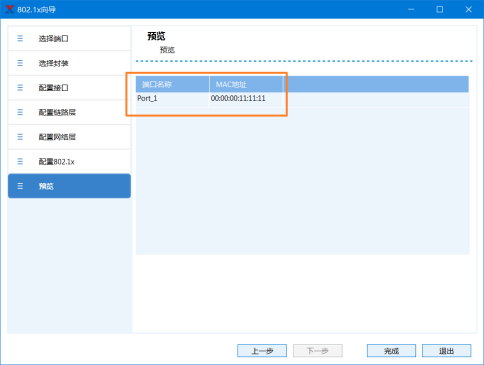 802.1x向导
选择端口
选择封装
配置接口
配置链路层
配置网络层
配置802.1x
预览
预览
预览
端口名称 MAC地址
Port_1 00:00:00:11:11:11
上一步 下一步 完成 退出